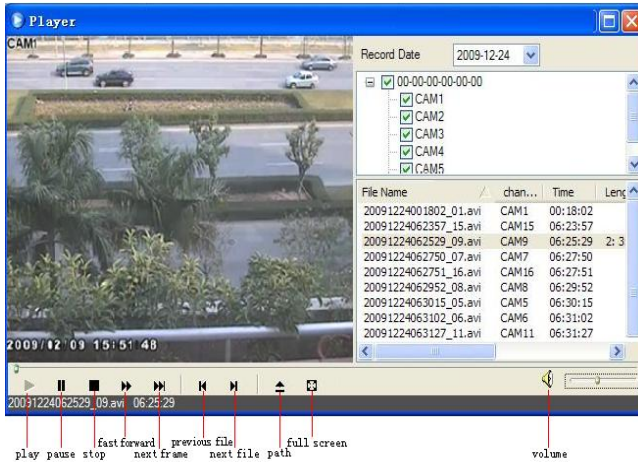 Player
CAM1
Record Date 2009-12-24
00-00-00-00-00-00
CAM1
CAM2
CAM3
CAM4
CAM5
File Name chan... Time Leng
20091224001802_01.avi CAM1 00:18:02
20091224062357_15.avi CAM15 06:23:57
20091224062529_09.avi CAM9 06:25:29 2: 3
20091224062750_07.avi CAM7 06:27:50
20091224062751_16.avi CAM16 06:27:51
20091224062952_08.avi CAM8 06:29:52
20091224063015_05.avi CAM5 06:30:15
20091224063102_06.avi CAM6 06:31:02
20091224063127_11.avi CAM11 06:31:27
2009/12 09 15:51 48
20091224062529_09.avi 06:25:29
fast forward previous file full screen
play pause stop next frame next file path volume